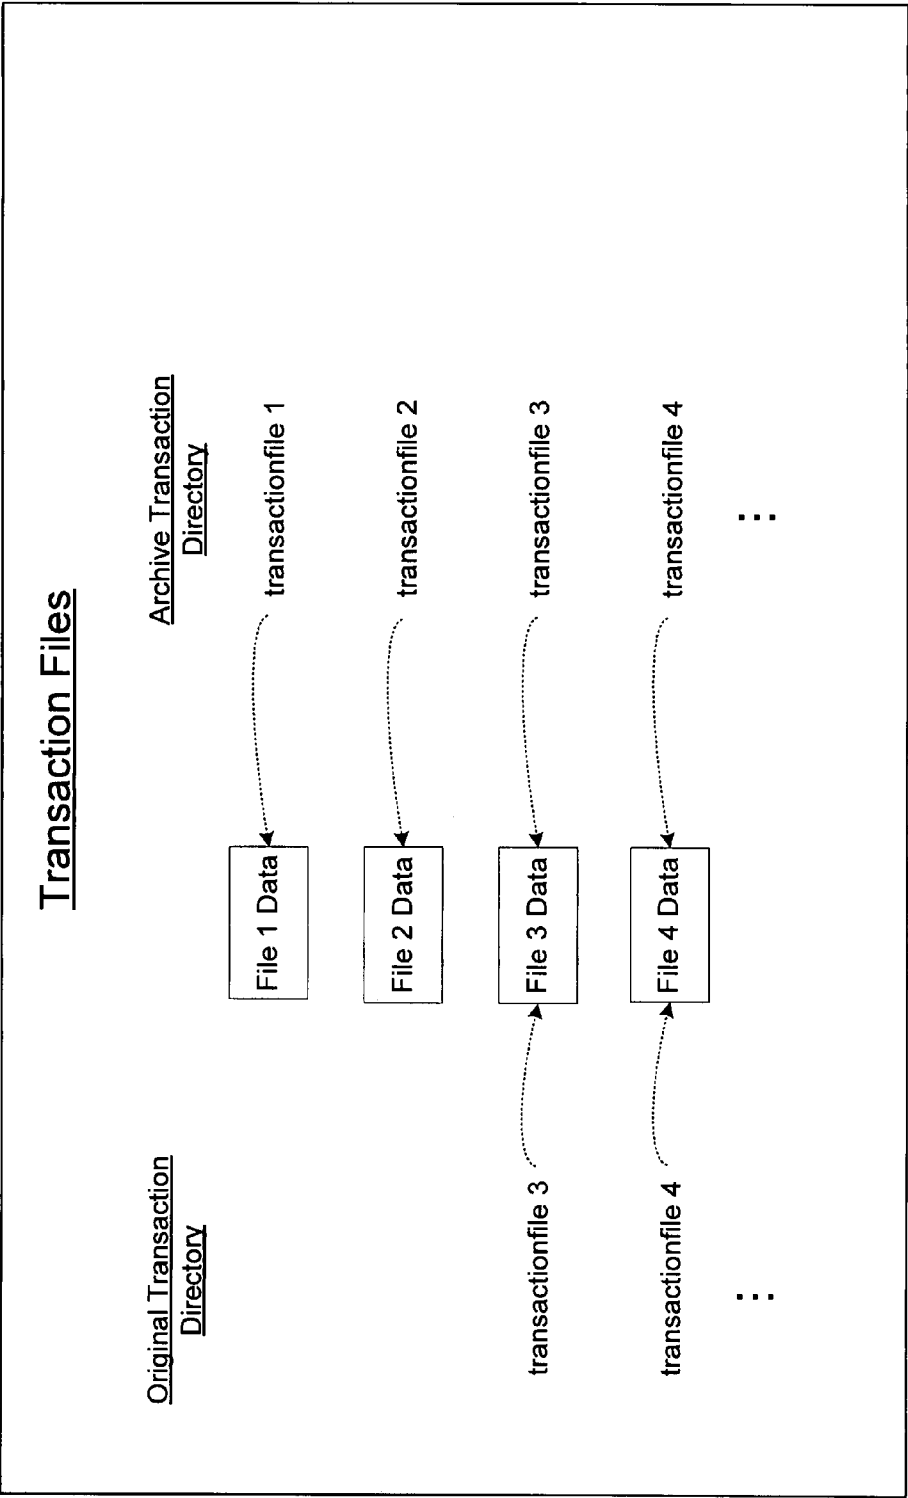 Transaction Files
Original Transaction
Directory
Archive Transaction
Directory
File 1 Data
transactionfile 1
File 2 Data
transactionfile 2
transactionfile 3
File 3 Data
transactionfile 3
transactionfile 4
File 4 Data
transactionfile 4
...
...